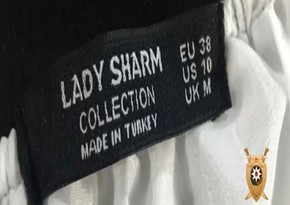 LADY SHARM
COLLECTION
MADE IN TURKEY
EU 38
US 10
UK M